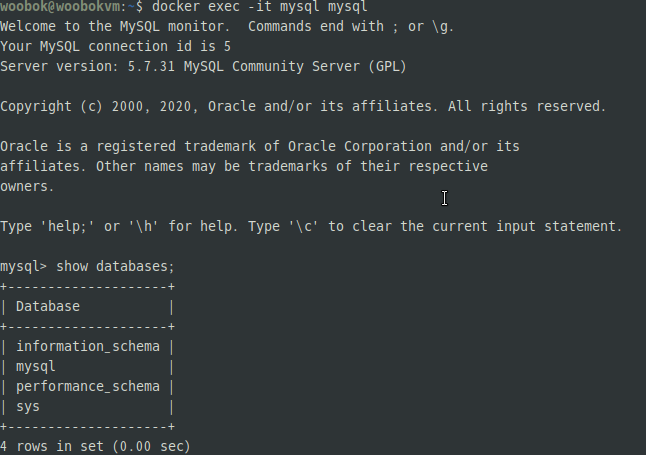 woobok@woobokvm:~$ docker exec -it mysql mysql
Welcome to the MySQL monitor.  Commands end with ; or \g.
Your MySQL connection id is 5
Server version: 5.7.31 MySQL Community Server (GPL)
Copyright (c) 2000, 2020, Oracle and/or its affiliates. All rights reserved.
Oracle is a registered trademark of Oracle Corporation and/or its
affiliates. Other names may be trademarks of their respective
owners.
Type 'help;' or '\h' for help. Type '\c' to clear the current input statement.
mysql> show databases;
+--------------------+
| Database           |
+--------------------+
| information_schema |
| mysql              |
| performance_schema |
| sys                |
+--------------------+
4 rows in set (0.00 sec)